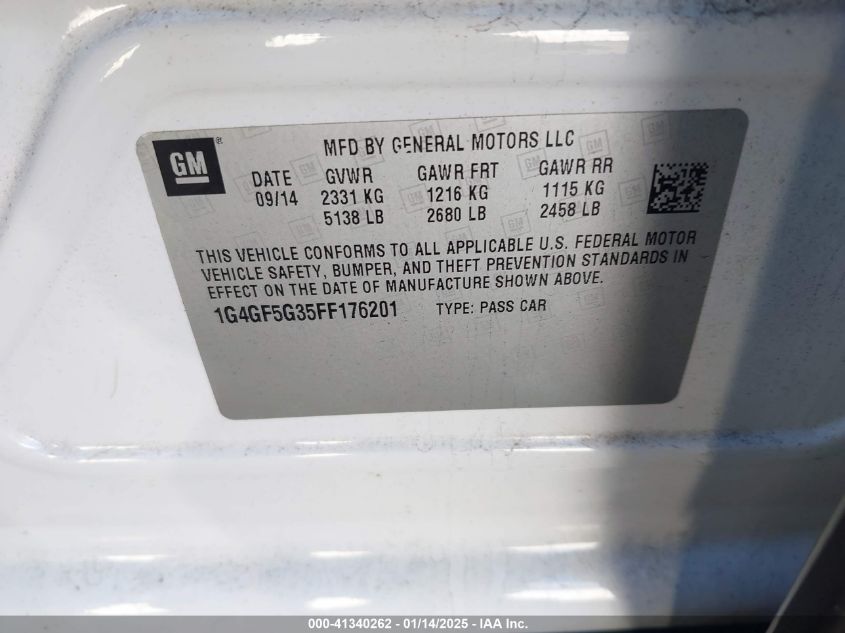 GM ®
MFD BY GENERAL MOTORS LLC
DATE GVWR GAWR FRT GAWR RR
09/14 2331 KG 1216 KG 1115 KG
5138 LB 2680 LB 2458 LB
THIS VEHICLE CONFORMS TO ALL APPLICABLE U.S. FEDERAL MOTOR
VEHICLE SAFETY, BUMPER, AND THEFT PREVENTION STANDARDS IN
EFFECT ON THE DATE OF MANUFACTURE SHOWN ABOVE.
1G4GF5G35FF176201 TYPE: PASS CAR
000-41340262 - 01/14/2025 - IAA Inc.